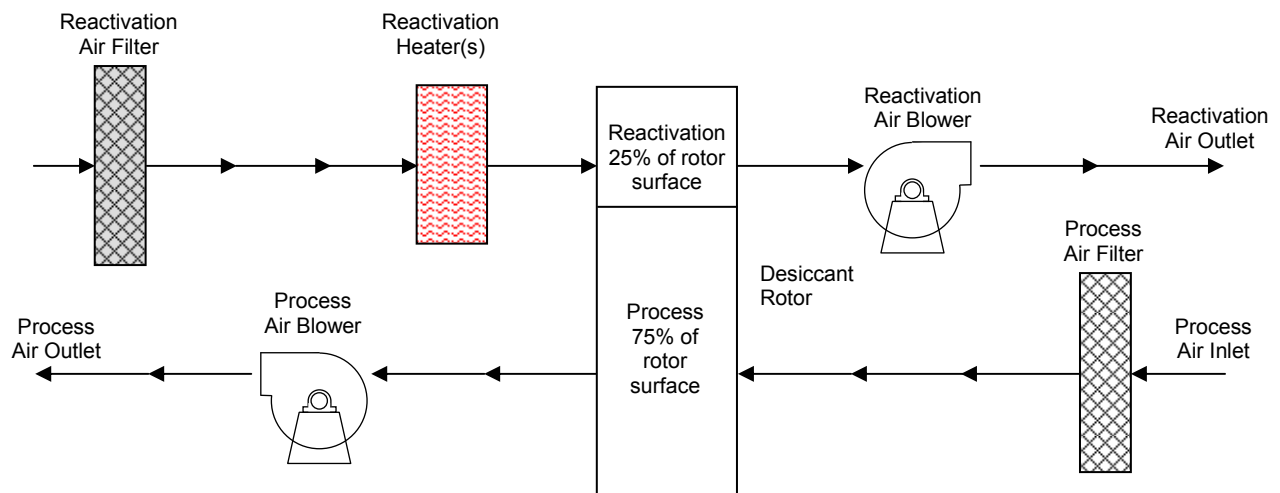 Reactivation
Air Filter
Reactivation
Heater(s)
Reactivation
25% of rotor
surface
Reactivation
Air Blower
Reactivation
Air Outlet
Process
Air Filter
Desiccant
Rotor
Process
Air Outlet
Process
Air Blower
Process
75% of
rotor
surface
Process
Air Inlet